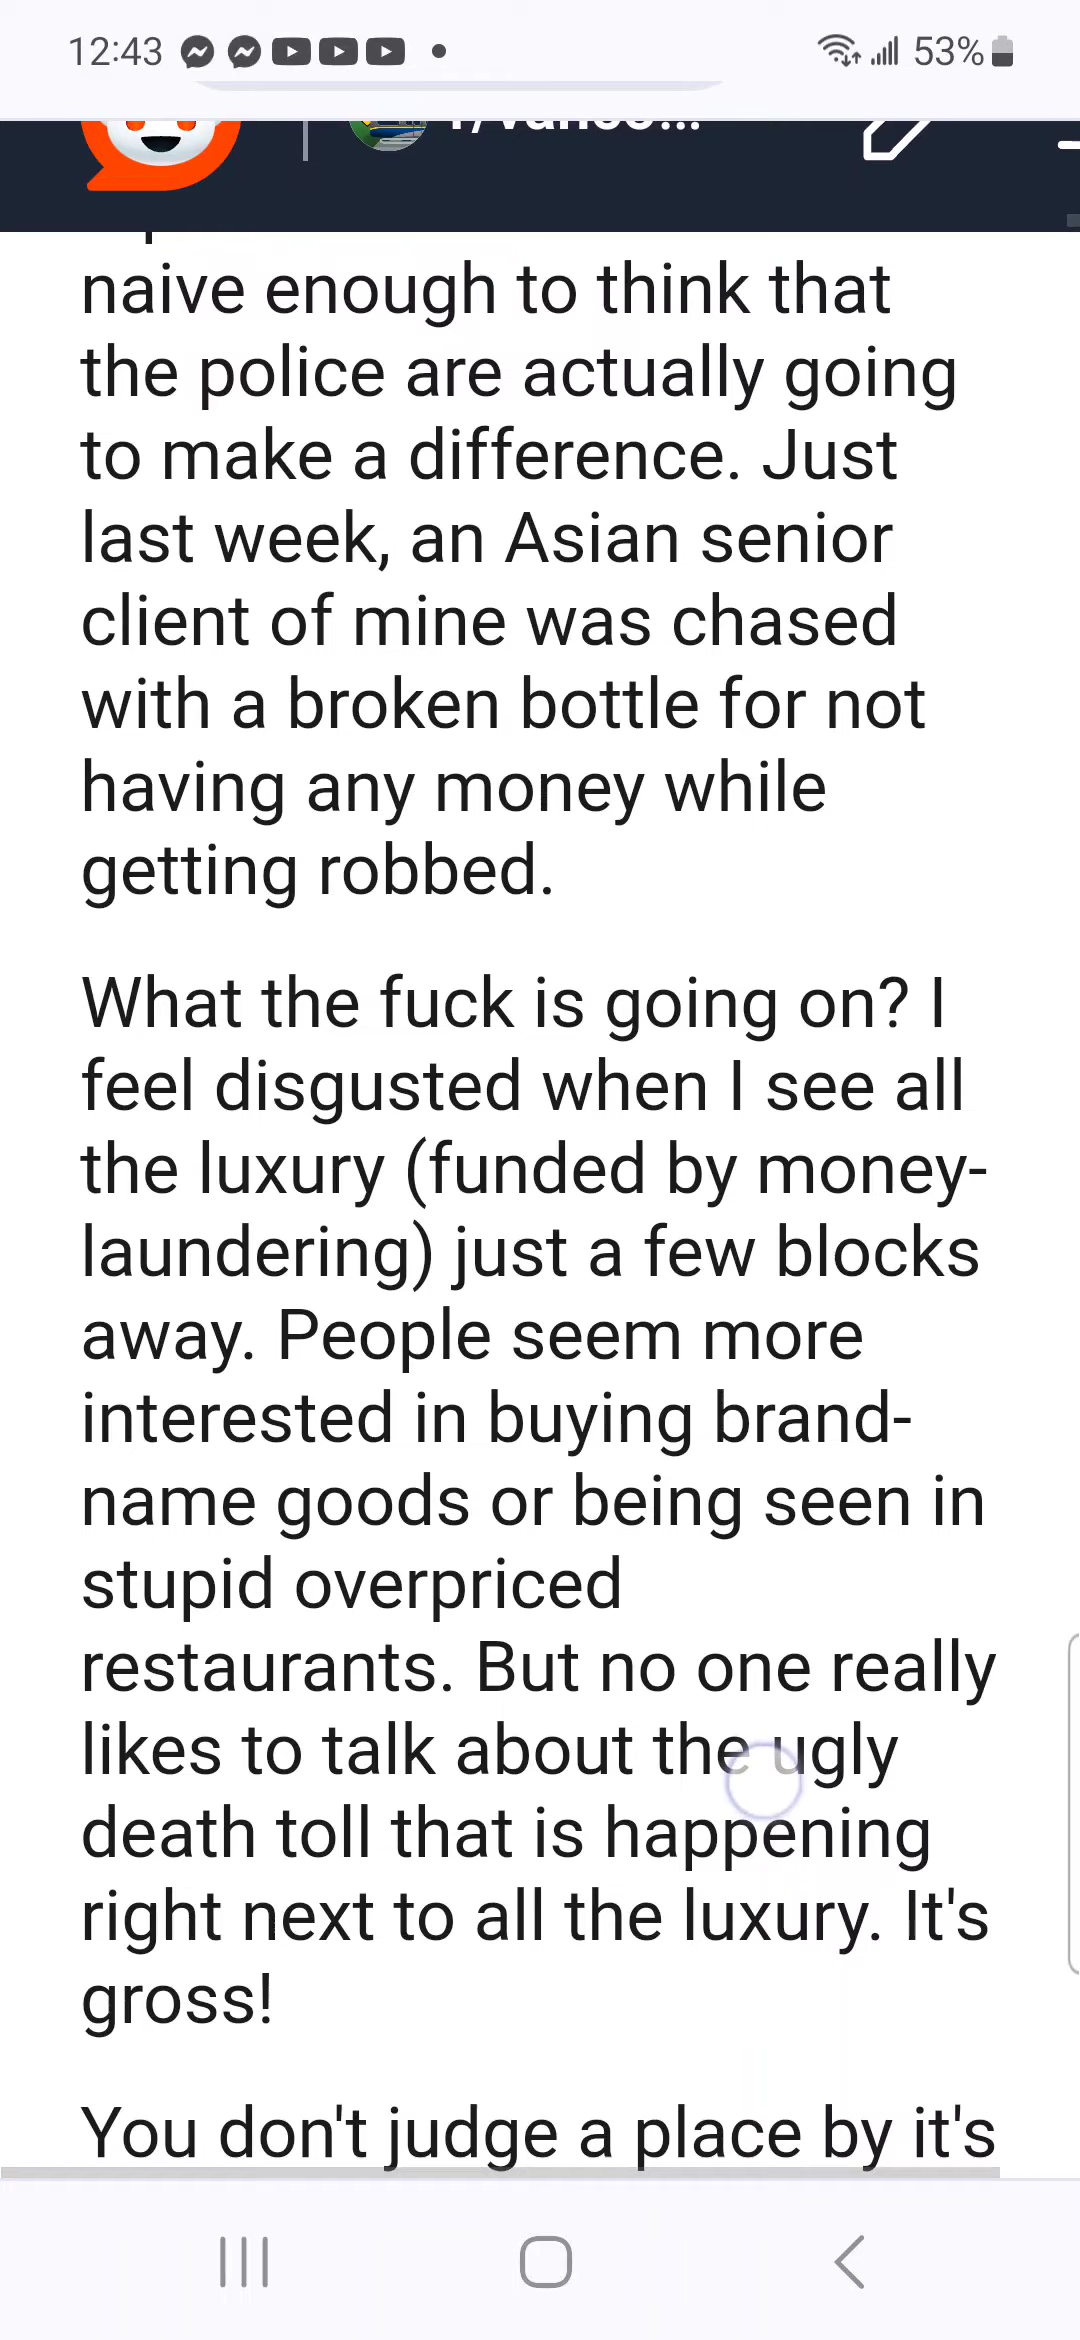 12:43
53%
naive enough to think that
the police are actually going
to make a difference. Just
last week, an Asian senior
client of mine was chased
with a broken bottle for not
having any money while
getting robbed.
What the fuck is going on? I
feel disgusted when I see all
the luxury (funded by money-
laundering) just a few blocks
away. People seem more
interested in buying brand-
name goods or being seen in
stupid overpriced
restaurants. But no one really
likes to talk about the ugly
death toll that is happening
right next to all the luxury. It's
gross!
You don't judge a place by it's